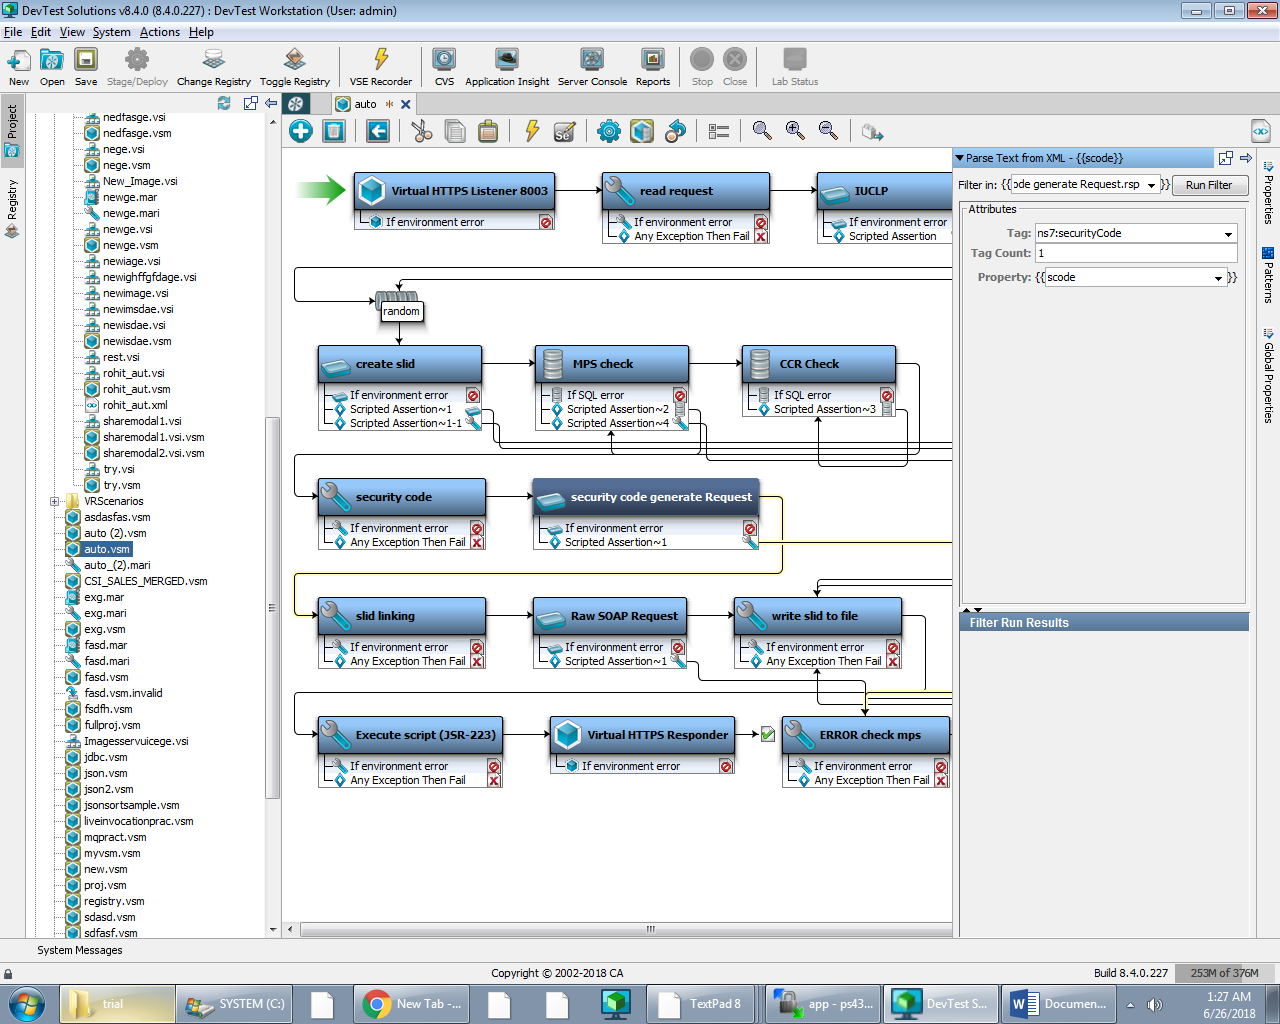 DevTest Solutions v8.4.0 (8.4.0.227) : DevTest Workstation (User: admin)
File Edit View System Actions Help
New Open Save Stage/Deploy Change Registry Toggle Registry VSE Recorder CVS Application Insight Server Console Reports Stop Close Lab Status
Project
Registry
nedfasge.vsi
nedfasge.vsm
nege.vsi
nege.vsm
New_Image.vsi
newge.mar
newge.mari
newge.vsi
newge.vsm
newiage.vsi
newighffgfdage.vsi
newimage.vsi
newimsdae.vsi
newisdae.vsi
newisdae.vsm
rest.vsi
rohit_aut.vsi
rohit_aut.vsm
rohit_aut.xml
sharemodal1.vsi
sharemodal1.vsi.vsm
sharemodal2.vsi.vsm
try.vsi
try.vsm
VRScenarios
asdasfas.vsm
auto (2).vsm
auto.vsm
auto_(2).mari
CSI_SALES_MERGED.vsm
exg.mar
exg.mari
exg.vsm
fasd.mar
fasd.mari
fasd.vsm
fasd.vsm.invalid
fsdfh.vsm
fullproj.vsm
Imagesservuicege.vsi
jdbc.vsm
json.vsm
json2.vsm
jsonsortsample.vsm
liveinvocationprac.vsm
mqpract.vsm
myvsm.vsm
new.vsm
proj.vsm
registry.vsm
sdasd.vsm
sdfasf.vsm
auto
Virtual HTTPS Listener 8003
If environment error
read request
If environment error
Any Exception Then Fail
IUCLP
If environment error
Scripted Assertion
random
create slid
If environment error
Scripted Assertion~1
Scripted Assertion~1-1
MPS check
If SQL error
Scripted Assertion~2
Scripted Assertion~4
CCR Check
If SQL error
Scripted Assertion~3
security code
If environment error
Any Exception Then Fail
security code generate Request
If environment error
Scripted Assertion~1
slid linking
If environment error
Any Exception Then Fail
Raw SOAP Request
If environment error
Scripted Assertion~1
write slid to file
If environment error
Any Exception Then Fail
Execute script (JSR-223)
If environment error
Any Exception Then Fail
Virtual HTTPS Responder
If environment error
ERROR check mps
If environment error
Any Exception Then Fail
Parse Text from XML - {{scode}}
Filter in: {{ode generate Request.rsp}} Run Filter
Attributes
Tag: ns7:securityCode
Tag Count: 1
Property: {{scode}}
Filter Run Results
Properties
Patterns
Global Properties
System Messages
Copyright © 2002-2018 CA
Build 8.4.0.227 253M of 376M
trial
SYSTEM (C:)
New Tab -...
TextPad 8
app - ps43...
DevTest S...
Documen...
1:27 AM
6/26/2018